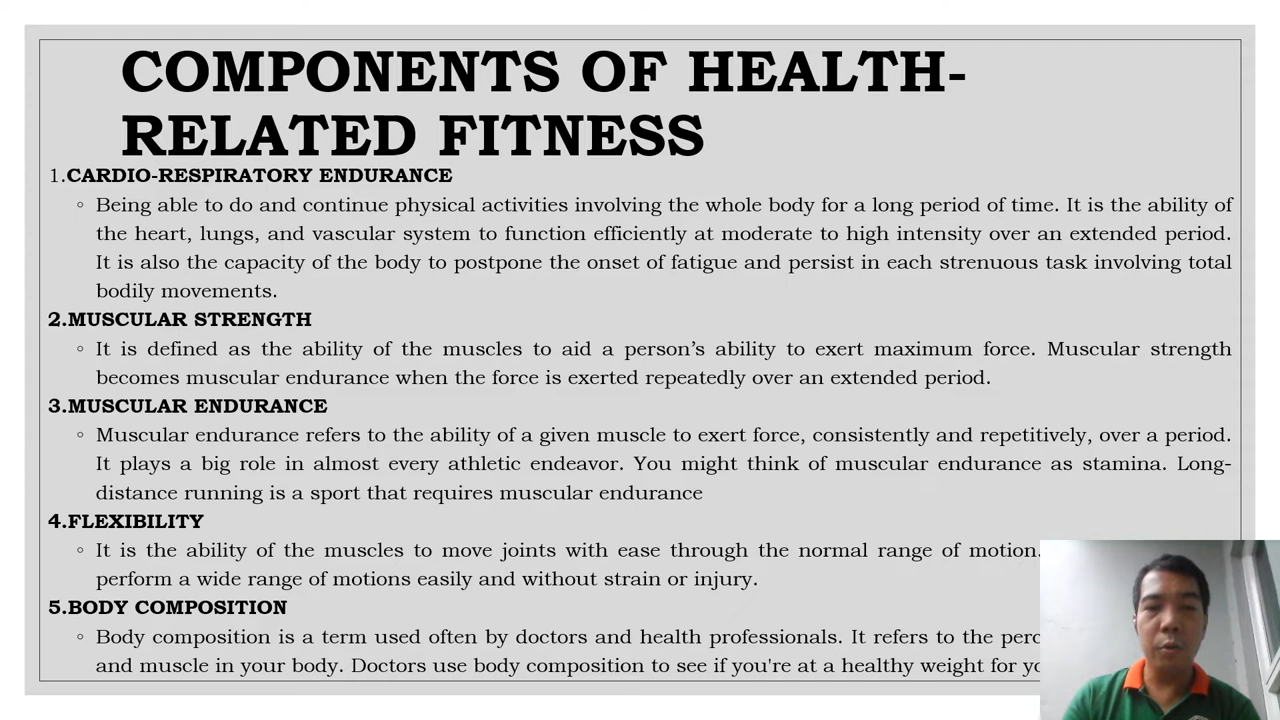 COMPONENTS OF HEALTH-
RELATED FITNESS
1.CARDIO-RESPIRATORY ENDURANCE
◦ Being able to do and continue physical activities involving the whole body for a long period of time. It is the ability of
the heart, lungs, and vascular system to function efficiently at moderate to high intensity over an extended period.
It is also the capacity of the body to postpone the onset of fatigue and persist in each strenuous task involving total
bodily movements.
2.MUSCULAR STRENGTH
◦ It is defined as the ability of the muscles to aid a person’s ability to exert maximum force. Muscular strength
becomes muscular endurance when the force is exerted repeatedly over an extended period.
3.MUSCULAR ENDURANCE
◦ Muscular endurance refers to the ability of a given muscle to exert force, consistently and repetitively, over a period.
It plays a big role in almost every athletic endeavor. You might think of muscular endurance as stamina. Long-
distance running is a sport that requires muscular endurance
4.FLEXIBILITY
◦ It is the ability of the muscles to move joints with ease through the normal range of motion.
perform a wide range of motions easily and without strain or injury.
5.BODY COMPOSITION
◦ Body composition is a term used often by doctors and health professionals. It refers to the
and muscle in your body. Doctors use body composition to see if you're at a healthy weight for